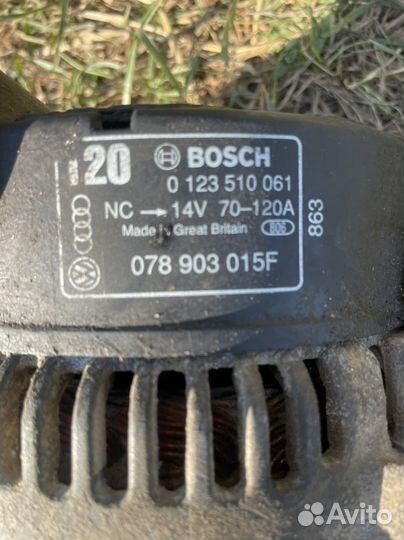 20 BOSCH
0 123 510 061
NC → 14V 70–120A
Made in Great Britain 806
863
078 903 015F
Avito